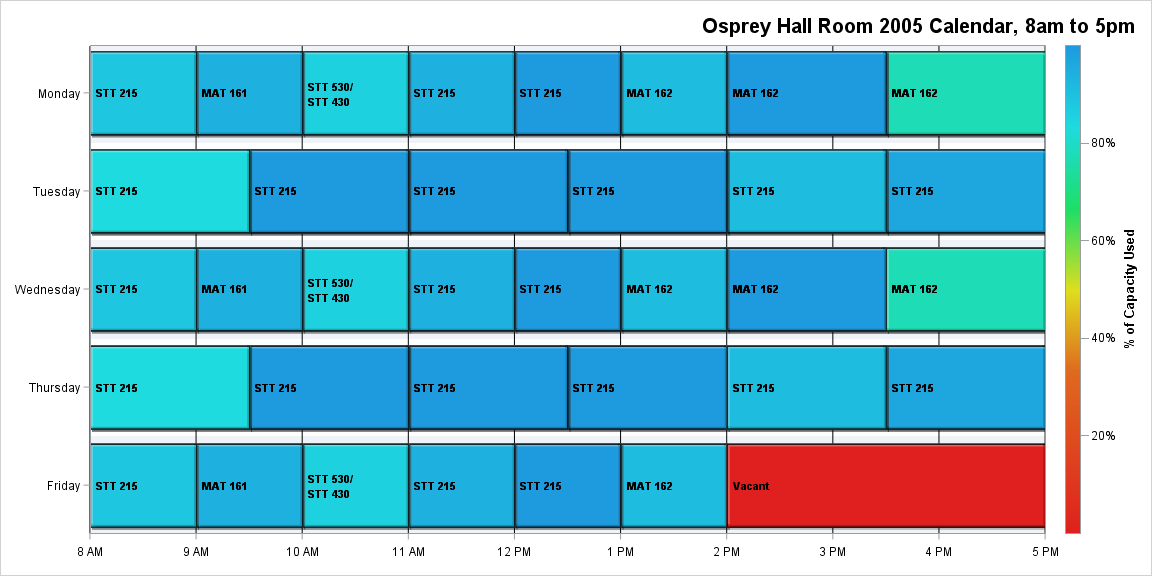 Osprey Hall Room 2005 Calendar, 8am to 5pm
Monday
STT 215
MAT 161
STT 530/
STT 430
STT 215
STT 215
MAT 162
MAT 162
MAT 162
Tuesday
STT 215
STT 215
STT 215
STT 215
STT 215
STT 215
Wednesday
STT 215
MAT 161
STT 530/
STT 430
STT 215
STT 215
MAT 162
MAT 162
MAT 162
Thursday
STT 215
STT 215
STT 215
STT 215
STT 215
STT 215
Friday
STT 215
MAT 161
STT 530/
STT 430
STT 215
STT 215
MAT 162
Vacant
8 AM
9 AM
10 AM
11 AM
12 PM
1 PM
2 PM
3 PM
4 PM
5 PM
80%
60%
40%
20%
% of Capacity Used